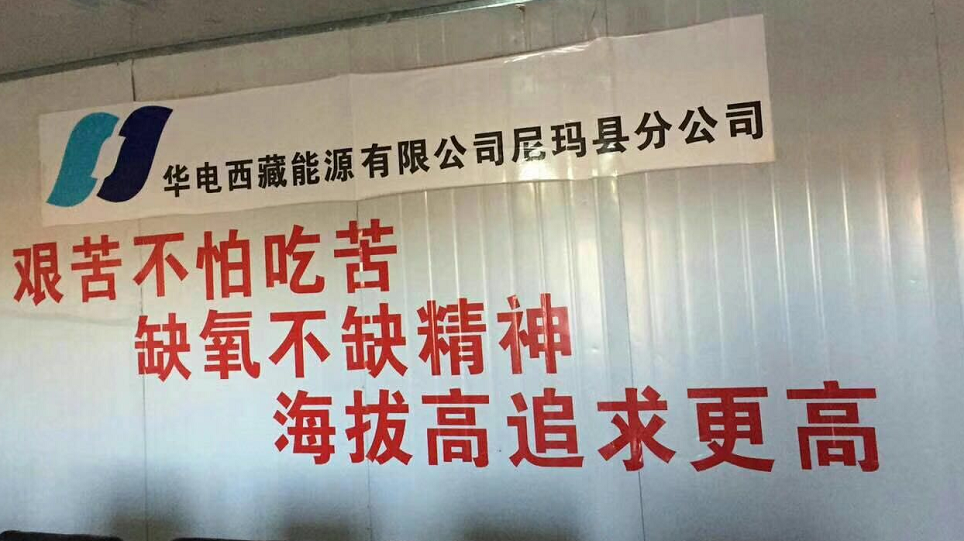 华电西藏能源有限公司尼玛县分公司
艰苦不怕吃苦
缺氧不缺精神
海拔高追求更高